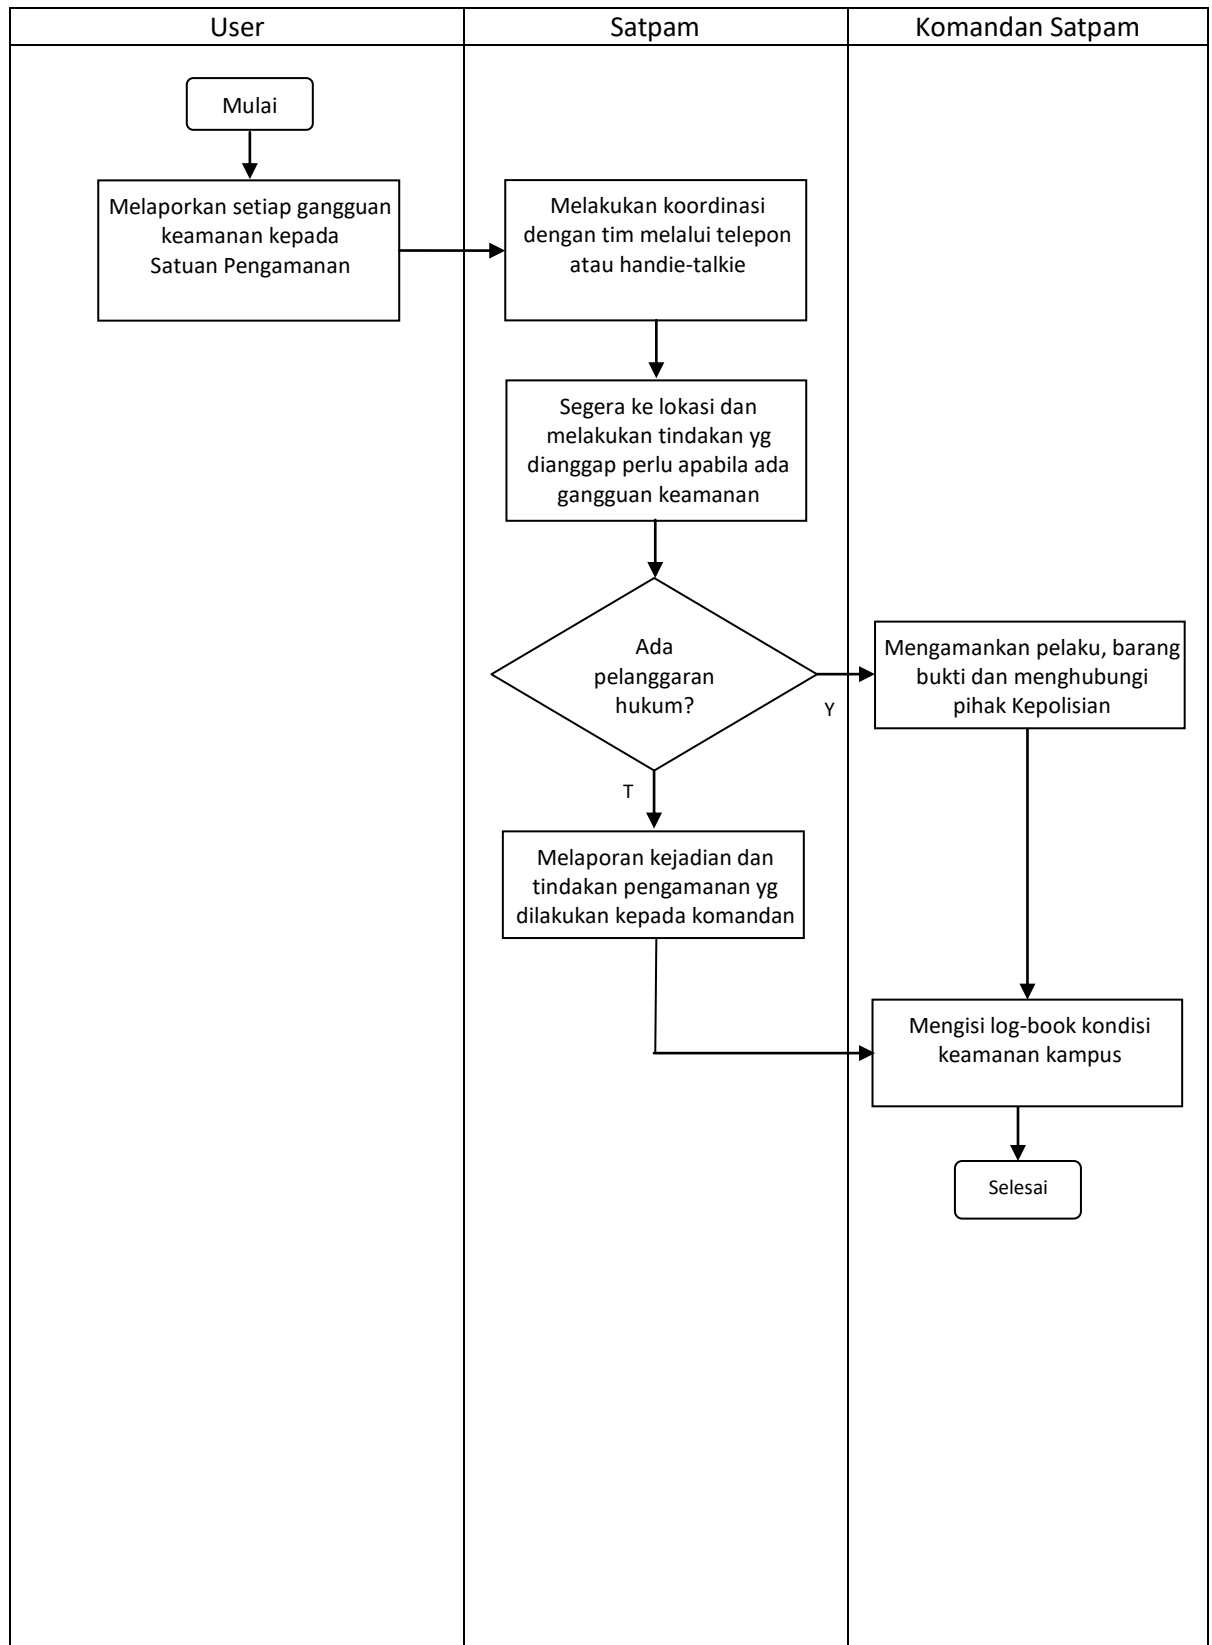 User
Satpam
Komandan Satpam
Mulai
Melaporkan setiap gangguan
keamanan kepada
Satuan Pengamanan
Melakukan koordinasi
dengan tim melalui telepon
atau handie-talkie
Segera ke lokasi dan
melakukan tindakan yg
dianggap perlu apabila ada
gangguan keamanan
Ada
pelanggaran
hukum?
Y
Mengamankan pelaku, barang
bukti dan menghubungi
pihak Kepolisian
T
Melaporan kejadian dan
tindakan pengamanan yg
dilakukan kepada komandan
Mengisi log-book kondisi
keamanan kampus
Selesai